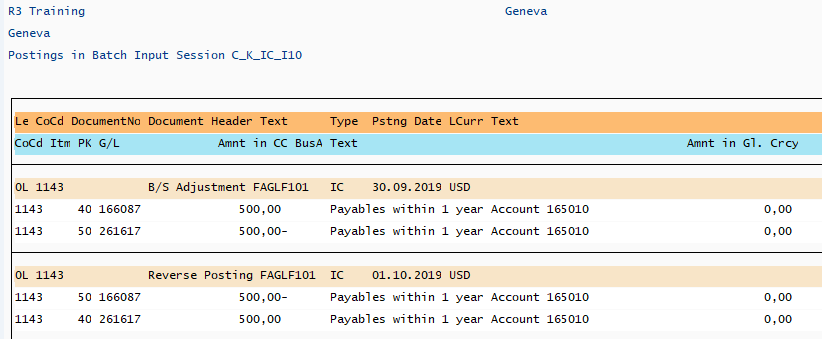 R3 Training Geneva
Geneva
Postings in Batch Input Session C_K_IC_I10
Le CoCd DocumentNo Document Header Text Type Pstng Date LCurr Text
CoCd Itm PK G/L Amnt in CC BusA Text Amnt in Gl. Crcy
0L 1143 B/S Adjustment FAGLF101 IC 30.09.2019 USD
1143 40 166087 500,00 Payables within 1 year Account 165010 0,00
1143 50 261617 500,00- Payables within 1 year Account 165010 0,00
0L 1143 Reverse Posting FAGLF101 IC 01.10.2019 USD
1143 50 166087 500,00- Payables within 1 year Account 165010 0,00
1143 40 261617 500,00 Payables within 1 year Account 165010 0,00